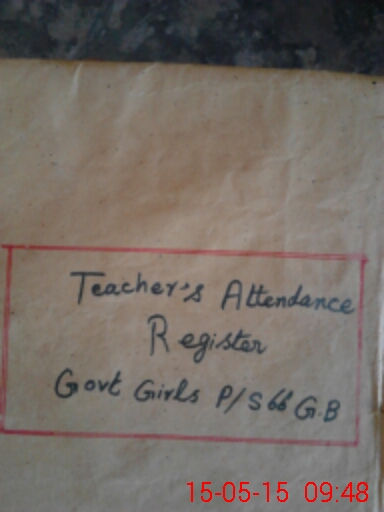 Teacher's Attendance
Register
Govt Girls P/S 66 G.B
15-05-15 09:48